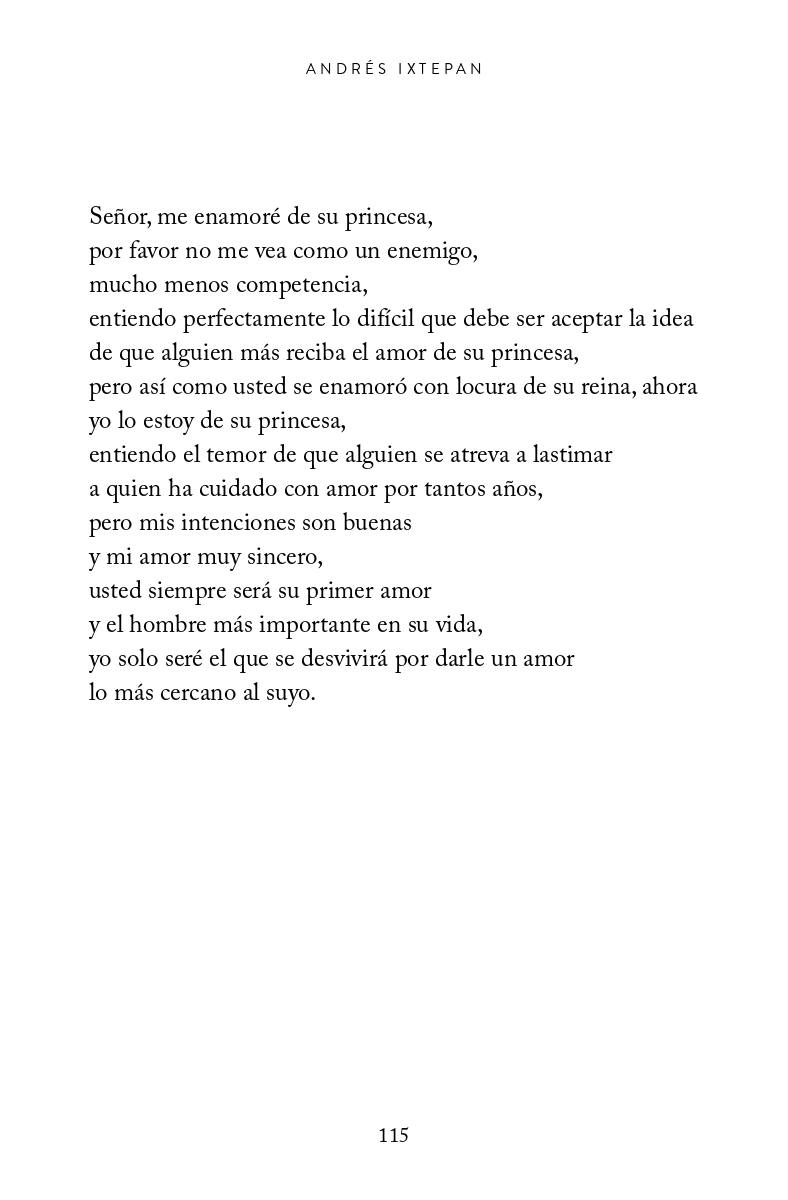 ANDRÉS IXTEPAN
Señor, me enamoré de su princesa,
por favor no me vea como un enemigo,
mucho menos competencia,
entiendo perfectamente lo difícil que debe ser aceptar la idea
de que alguien más reciba el amor de su princesa,
pero así como usted se enamoró con locura de su reina, ahora
yo lo estoy de su princesa,
entiendo el temor de que alguien se atreva a lastimar
a quien ha cuidado con amor por tantos años,
pero mis intenciones son buenas
y mi amor muy sincero,
usted siempre será su primer amor
y el hombre más importante en su vida,
yo solo seré el que se desvivirá por darle un amor
lo más cercano al suyo.
115